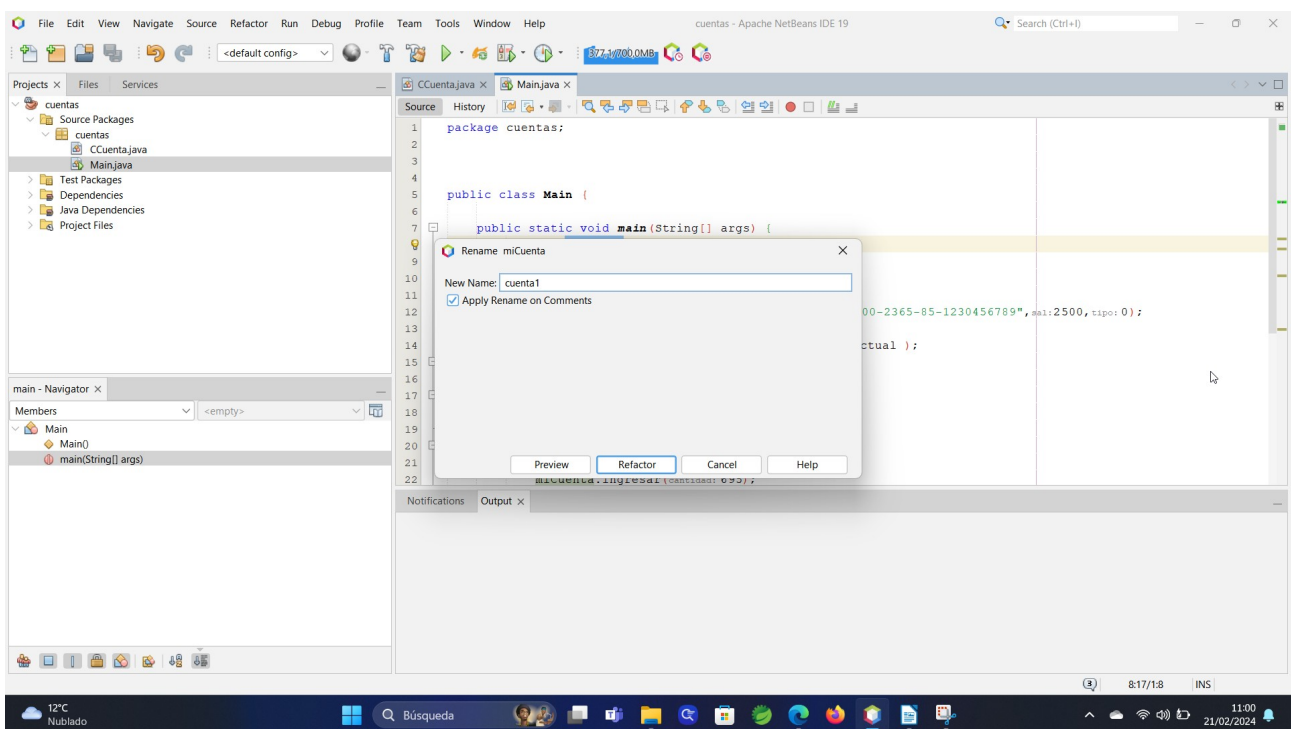 File Edit View Navigate Source Refactor Run Debug Profile Team Tools Window Help cuentas - Apache NetBeans IDE 19 Search (Ctrl+I)
<default config> 377,1/700,0MB
Projects Files Services
cuentas
Source Packages
cuentas
CCuenta.java
Main.java
Test Packages
Dependencies
Java Dependencies
Project Files
CCuenta.java Main.java
Source History
1 package cuentas;
2
3
4
5 public class Main {
6
7 public static void main(String[] args) {
9
10
11
12 00-2365-85-1230456789",sal:2500,tipo:0);
13
14 ctual );
15
16
17
18
19
20
21
22 miCuenta.ingresar(cantidad:695);
Rename miCuenta
New Name: cuenta1
Apply Rename on Comments
Preview Refactor Cancel Help
main - Navigator
Members <empty>
Main
Main()
main(String[] args)
Notifications Output
3 8:17/1:8 INS
12°C
Nublado
Búsqueda
11:00
21/02/2024